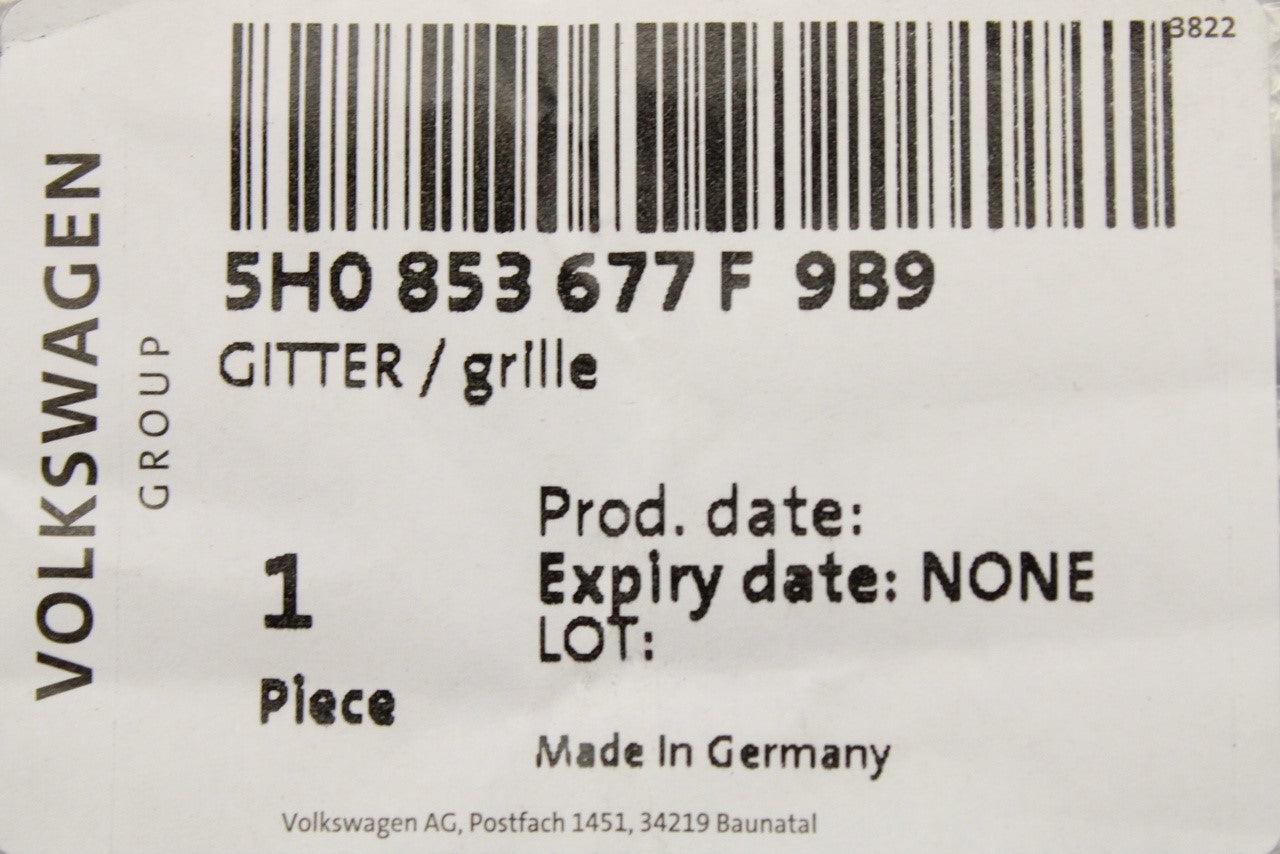 3822
VOLKSWAGEN
GROUP
5H0 853 677 F 9B9
GITTER / grille
Prod. date:
Expiry date: NONE
LOT:
1
Piece
Made In Germany
Volkswagen AG, Postfach 1451, 34219 Baunatal